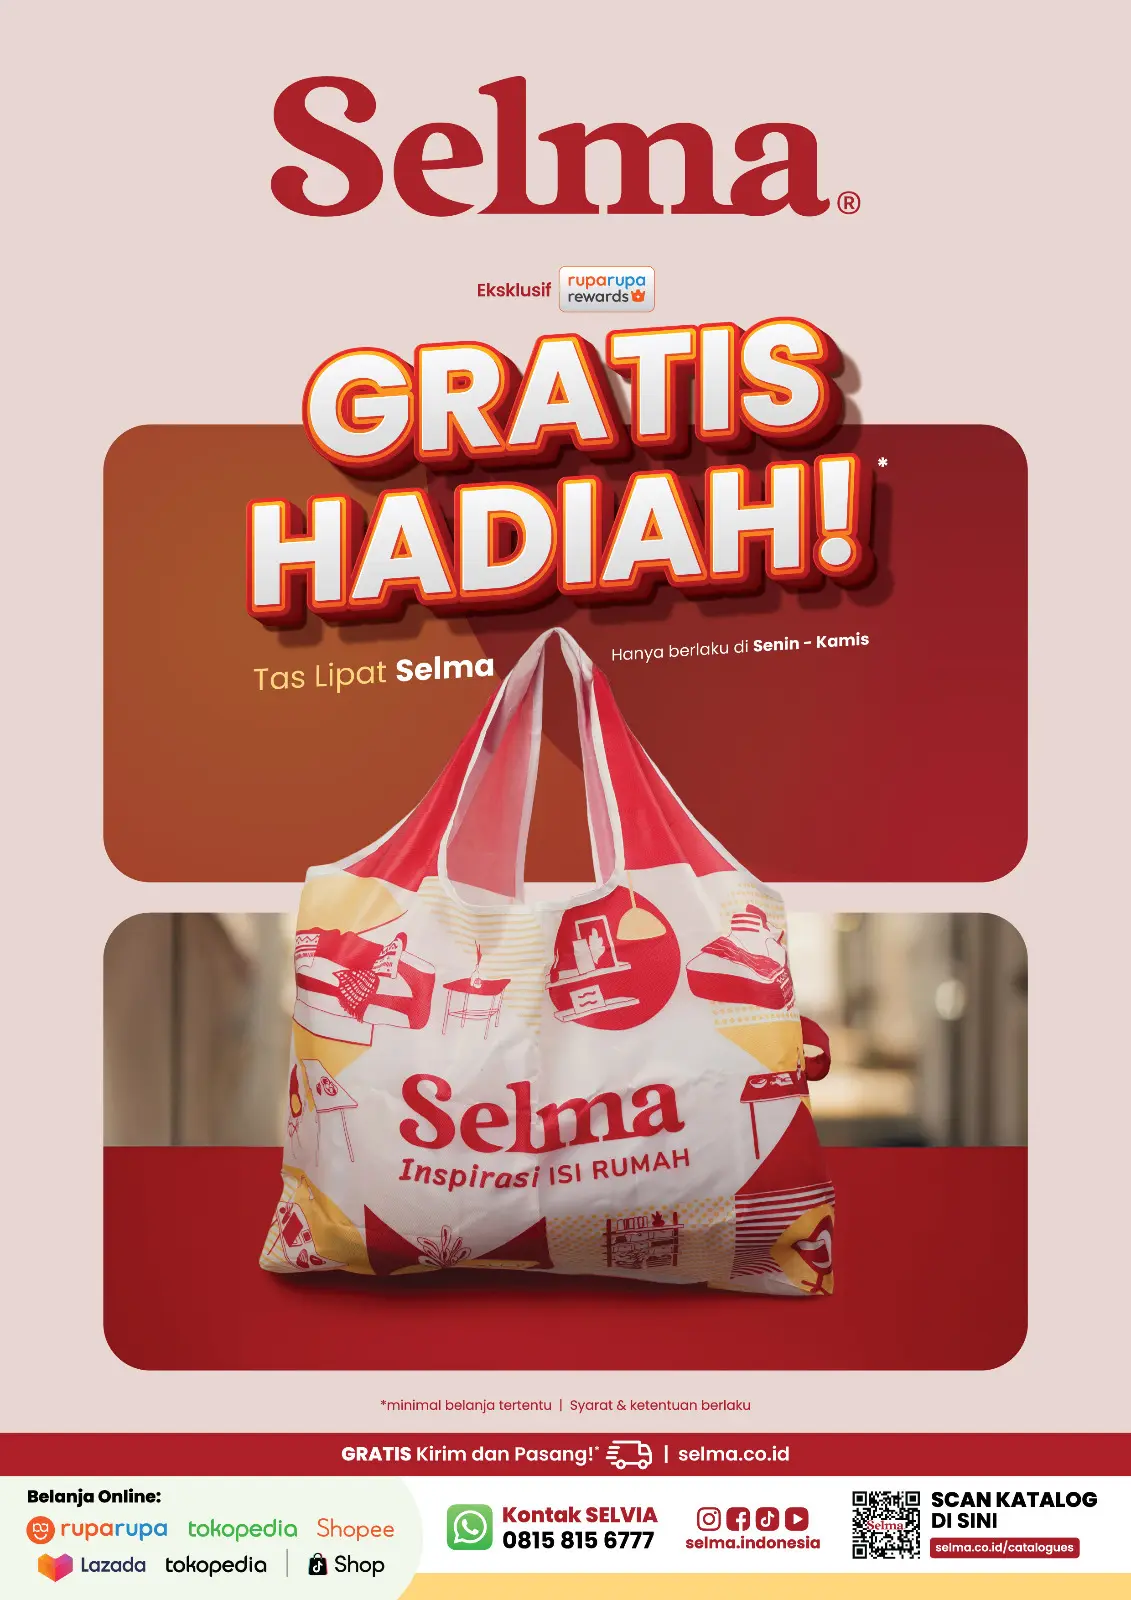 Selma®
Eksklusif ruparupa rewards
GRATIS
HADIAH!*
Tas Lipat Selma
Hanya berlaku di Senin - Kamis
Selma
Inspirasi ISI RUMAH
*minimal belanja tertentu | Syarat & ketentuan berlaku
GRATIS Kirim dan Pasang!* | selma.co.id
Belanja Online:
ruparupa tokopedia Shopee
Lazada tokopedia | Shop
Kontak SELVIA
0815 815 6777
selma.indonesia
Selma
SCAN KATALOG
DI SINI
selma.co.id/catalogues